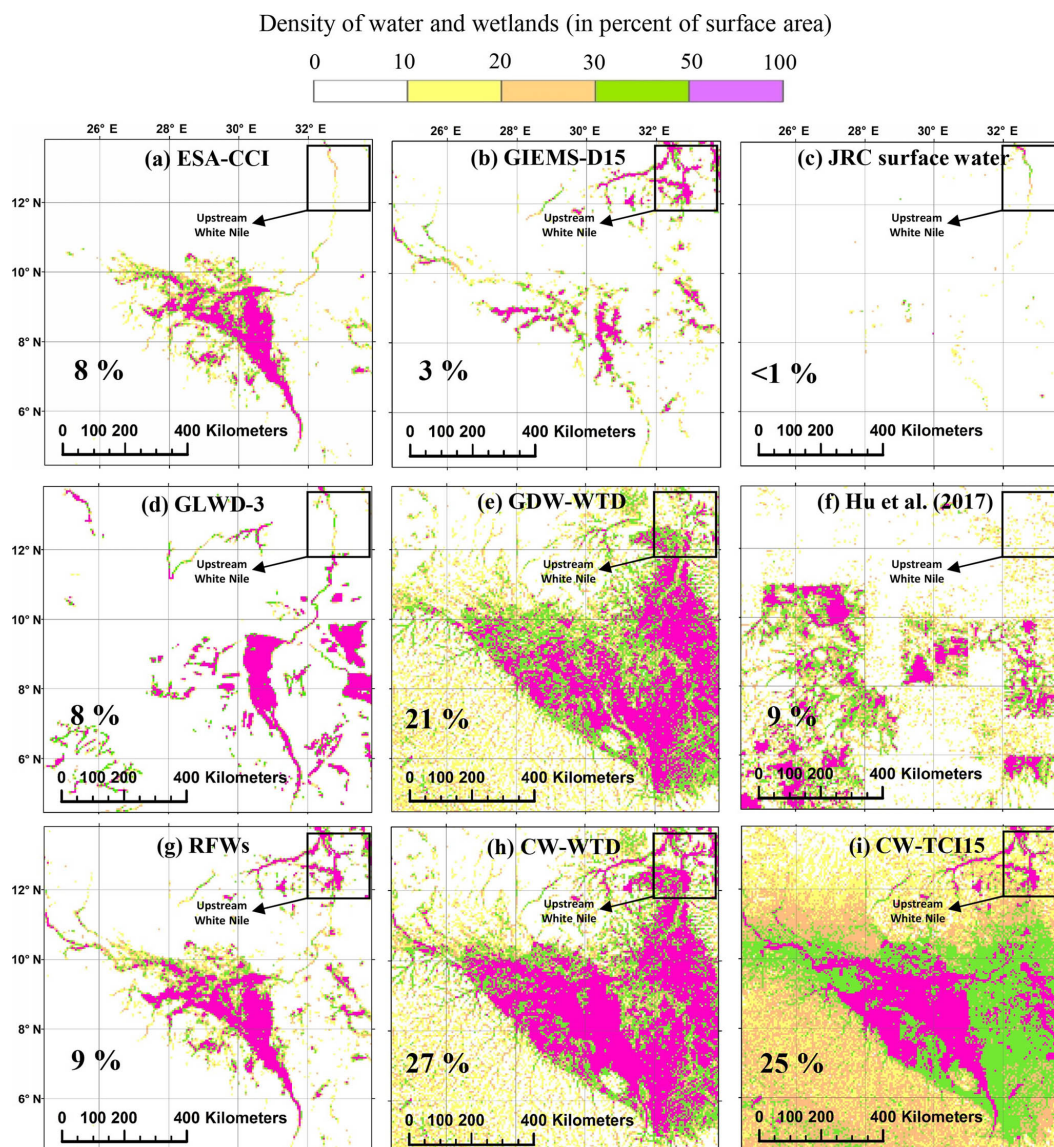 Density of water and wetlands (in percent of surface area)
0 10 20 30 50 100
26° E 28° E 30° E 32° E 26° E 28° E 30° E 32° E 26° E 28° E 30° E 32° E
(a) ESA-CCI (b) GIEMS-D15 (c) JRC surface water
12° N
Upstream White Nile
Upstream White Nile
Upstream White Nile
10° N
8° N
8 % 3 % <1 %
6° N
0 100 200 400 Kilometers 0 100 200 400 Kilometers 0 100 200 400 Kilometers
(d) GLWD-3 (e) GDW-WTD (f) Hu et al. (2017)
12° N
Upstream White Nile
Upstream White Nile
Upstream White Nile
10° N
8° N
8 % 21 % 9 %
6° N
0 100 200 400 Kilometers 0 100 200 400 Kilometers 0 100 200 400 Kilometers
(g) RFWs (h) CW-WTD (i) CW-TCI15
12° N
Upstream White Nile
Upstream White Nile
Upstream White Nile
10° N
8° N
9 % 27 % 25 %
6° N
0 100 200 400 Kilometers 0 100 200 400 Kilometers 0 100 200 400 Kilometers